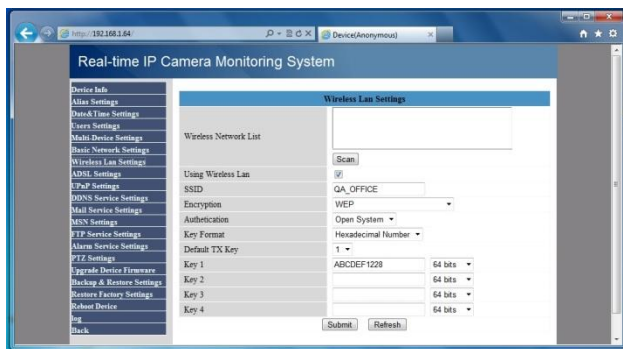 http://192.168.1.64/
Device(Anonymous)
Real-time IP Camera Monitoring System
Device Info
Alias Settings
Date&Time Settings
Users Settings
Multi-Device Settings
Basic Network Settings
Wireless Lan Settings
ADSL Settings
UPnP Settings
DDNS Service Settings
Mail Service Settings
MSN Settings
FTP Service Settings
Alarm Service Settings
PTZ Settings
Upgrade Device Firmware
Backup & Restore Settings
Restore Factory Settings
Reboot Device
log
Back
Wireless Lan Settings
Wireless Network List
Scan
Using Wireless Lan
SSID QA_OFFICE
Encryption WEP
Authetication Open System
Key Format Hexadecimal Number
Default TX Key 1
Key 1 ABCDEF1228 64 bits
Key 2 64 bits
Key 3 64 bits
Key 4 64 bits
Submit Refresh